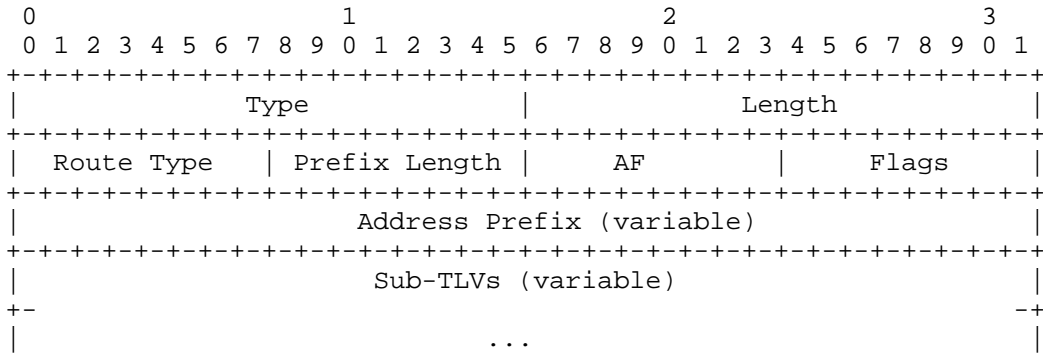 0                   1                   2                   3
 0 1 2 3 4 5 6 7 8 9 0 1 2 3 4 5 6 7 8 9 0 1 2 3 4 5 6 7 8 9 0 1
+-+-+-+-+-+-+-+-+-+-+-+-+-+-+-+-+-+-+-+-+-+-+-+-+-+-+-+-+-+-+-+-+
|              Type             |             Length            |
+-+-+-+-+-+-+-+-+-+-+-+-+-+-+-+-+-+-+-+-+-+-+-+-+-+-+-+-+-+-+-+-+
|  Route Type   | Prefix Length |     AF        |     Flags     |
+-+-+-+-+-+-+-+-+-+-+-+-+-+-+-+-+-+-+-+-+-+-+-+-+-+-+-+-+-+-+-+-+
|                     Address Prefix (variable)                 |
+-+-+-+-+-+-+-+-+-+-+-+-+-+-+-+-+-+-+-+-+-+-+-+-+-+-+-+-+-+-+-+-+
|                      Sub-TLVs (variable)                      |
+-                                                             -+
|                             ...                               |